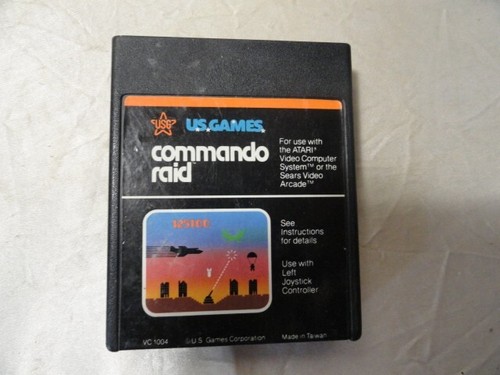 USG
U.S.GAMES.
commando
raid
For use with
the ATARI®
Video Computer
System™ or the
Sears Video
Arcade™
See
Instructions
for details
Use with
Left
Joystick
Controller
VC 1004
© U.S. Games Corporation
Made in Taiwan